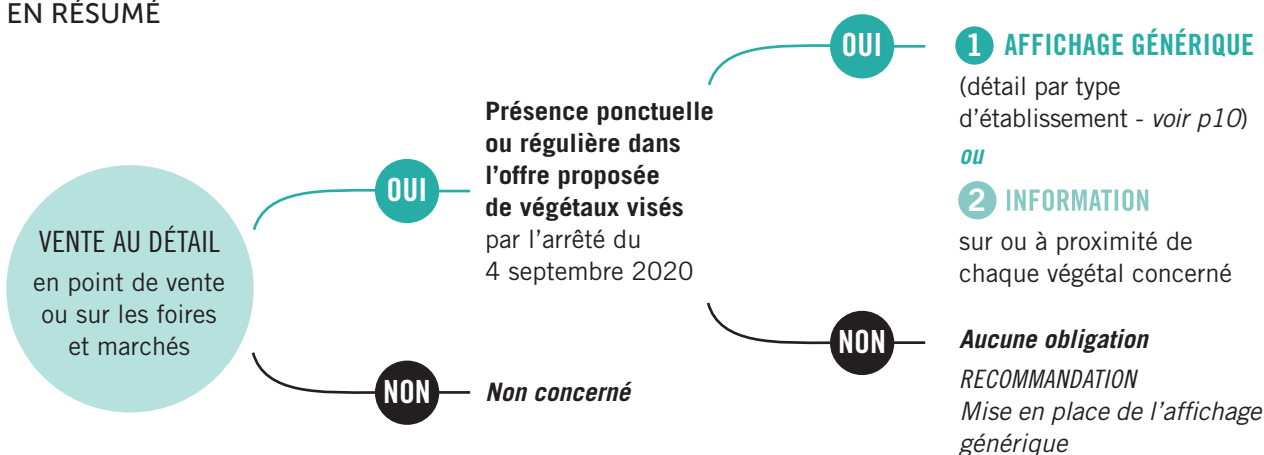 EN RÉSUMÉ
VENTE AU DÉTAIL
en point de vente
ou sur les foires
et marchés
OUI
Présence ponctuelle
ou régulière dans
l'offre proposée
de végétaux visés
par l'arrêté du
4 septembre 2020
OUI
1 AFFICHAGE GÉNÉRIQUE
(détail par type
d'établissement - voir p10)
ou
2 INFORMATION
sur ou à proximité de
chaque végétal concerné
NON
Aucune obligation
RECOMMANDATION
Mise en place de l'affichage
générique
NON
Non concerné